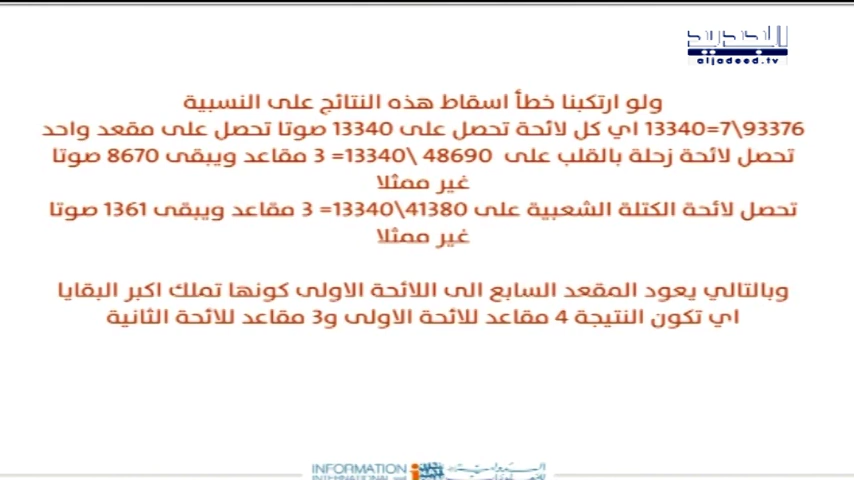 الجديد
aljadeed.tv
ولو ارتكبنا خطأ اسقاط هذه النتائج على النسبية
93376\7=13340 اي كل لائحة تحصل على 13340 صوتا تحصل على مقعد واحد
تحصل لائحة زحلة بالقلب على 48690 \13340= 3 مقاعد ويبقى 8670 صوتا
غير ممثلا
تحصل لائحة الكتلة الشعبية على 41380\13340= 3 مقاعد ويبقى 1361 صوتا
غير ممثلا
وبالتالي يعود المقعد السابع الى اللائحة الاولى كونها تملك اكبر البقايا
اي تكون النتيجة 4 مقاعد للائحة الاولى و3 مقاعد للائحة الثانية
INFORMATION
INTERNATIONAL